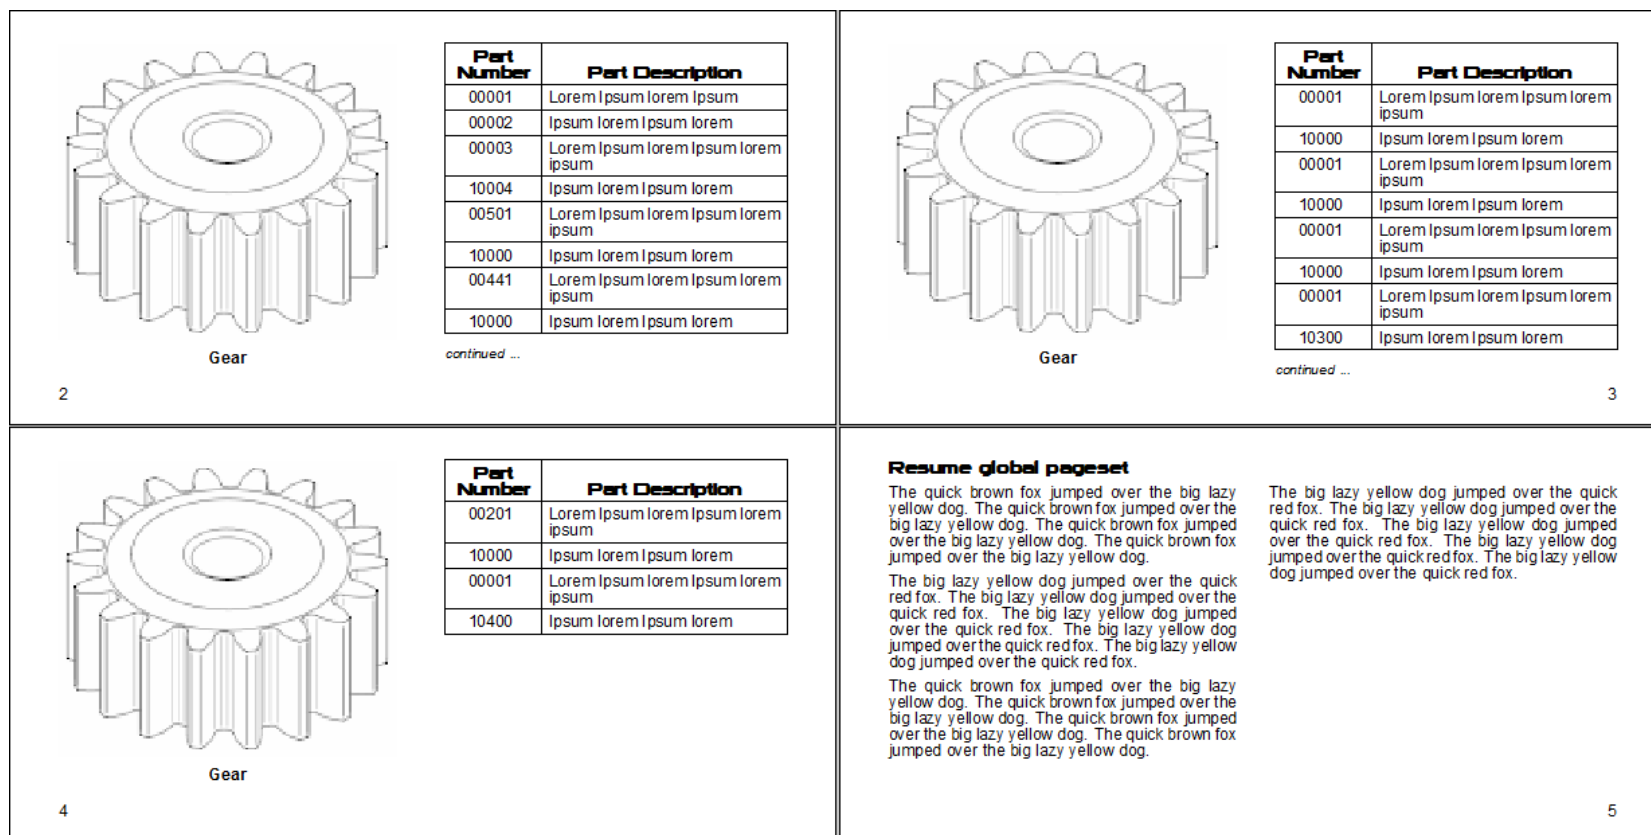 Part
Number
Part Description
00001 Lorem Ipsum lorem Ipsum
00002 Ipsum lorem Ipsum lorem
00003 Lorem Ipsum lorem Ipsum lorem
ipsum
10004 Ipsum lorem Ipsum lorem
00501 Lorem Ipsum lorem Ipsum lorem
ipsum
10000 Ipsum lorem Ipsum lorem
00441 Lorem Ipsum lorem Ipsum lorem
ipsum
10000 Ipsum lorem Ipsum lorem
continued ...
Gear
2
Part
Number
Part Description
00001 Lorem Ipsum lorem Ipsum lorem
ipsum
10000 Ipsum lorem Ipsum lorem
00001 Lorem Ipsum lorem Ipsum lorem
ipsum
10000 Ipsum lorem Ipsum lorem
00001 Lorem Ipsum lorem Ipsum lorem
ipsum
10000 Ipsum lorem Ipsum lorem
00001 Lorem Ipsum lorem Ipsum lorem
ipsum
10300 Ipsum lorem Ipsum lorem
Gear
continued ...
3
Part
Number
Part Description
00201 Lorem Ipsum lorem Ipsum lorem
ipsum
10000 Ipsum lorem Ipsum lorem
00001 Lorem Ipsum lorem Ipsum lorem
ipsum
10400 Ipsum lorem Ipsum lorem
Gear
4
Resume global pageset
The quick brown fox jumped over the big lazy
yellow dog. The quick brown fox jumped over the
big lazy yellow dog. The quick brown fox jumped
over the big lazy yellow dog. The quick brown fox
jumped over the big lazy yellow dog.
The big lazy yellow dog jumped over the quick
red fox. The big lazy yellow dog jumped over the
quick red fox. The big lazy yellow dog jumped
over the quick red fox. The big lazy yellow dog
jumped over the quick red fox. The big lazy yellow
dog jumped over the quick red fox.
The quick brown fox jumped over the big lazy
yellow dog. The quick brown fox jumped over the
big lazy yellow dog. The quick brown fox jumped
over the big lazy yellow dog. The quick brown fox
jumped over the big lazy yellow dog.
The big lazy yellow dog jumped over the quick
red fox. The big lazy yellow dog jumped over the
quick red fox. The big lazy yellow dog jumped
over the quick red fox. The big lazy yellow dog
jumped over the quick red fox. The big lazy yellow
dog jumped over the quick red fox.
5